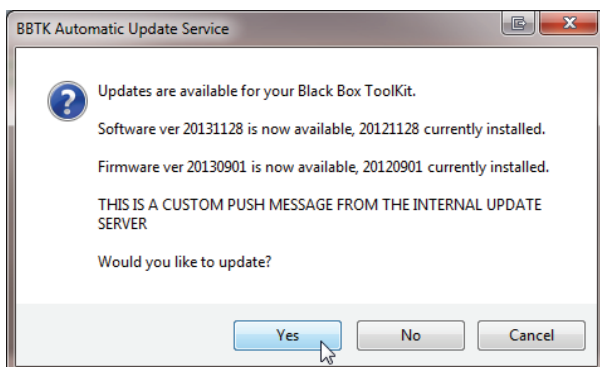 BBTK Automatic Update Service
Updates are available for your Black Box ToolKit.
Software ver 20131128 is now available, 20121128 currently installed.
Firmware ver 20130901 is now available, 20120901 currently installed.
THIS IS A CUSTOM PUSH MESSAGE FROM THE INTERNAL UPDATE
SERVER
Would you like to update?
Yes No Cancel